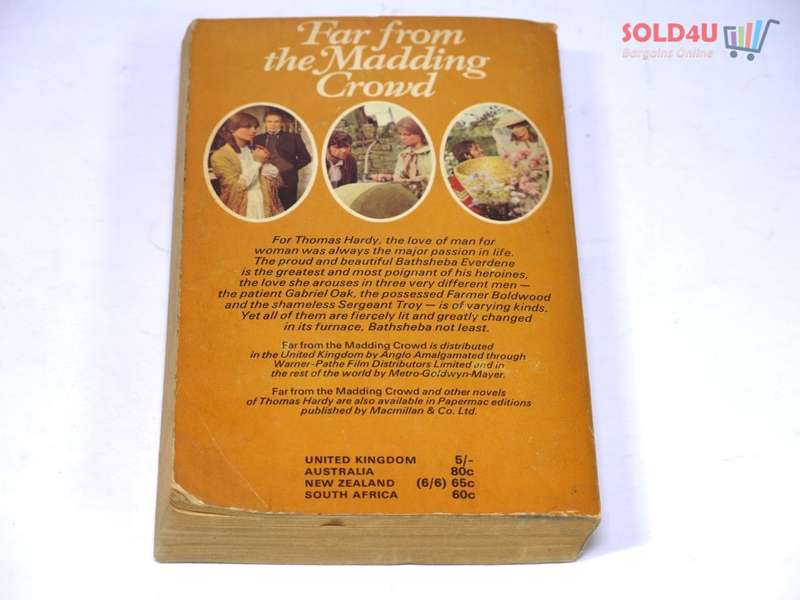 SOLD4U
Bargains Online
Far from
the Madding
Crowd
For Thomas Hardy, the love of man for
woman was always the major passion in life.
The proud and beautiful Bathsheba Everdene
is the greatest and most poignant of his heroines,
the love she arouses in three very different men —
the patient Gabriel Oak, the possessed Farmer Boldwood
and the shameless Sergeant Troy — is of varying kinds.
Yet all of them are fiercely lit and greatly changed
in its furnace, Bathsheba not least.
Far from the Madding Crowd is distributed
in the United Kingdom by Anglo Amalgamated through
Warner-Pathe Film Distributors Limited and in
the rest of the world by Metro-Goldwyn-Mayer.
Far from the Madding Crowd and other novels
of Thomas Hardy are also available in Papermac editions
published by Macmillan & Co. Ltd.
UNITED KINGDOM 5/-
AUSTRALIA 80c
NEW ZEALAND (6/6) 65c
SOUTH AFRICA 60c